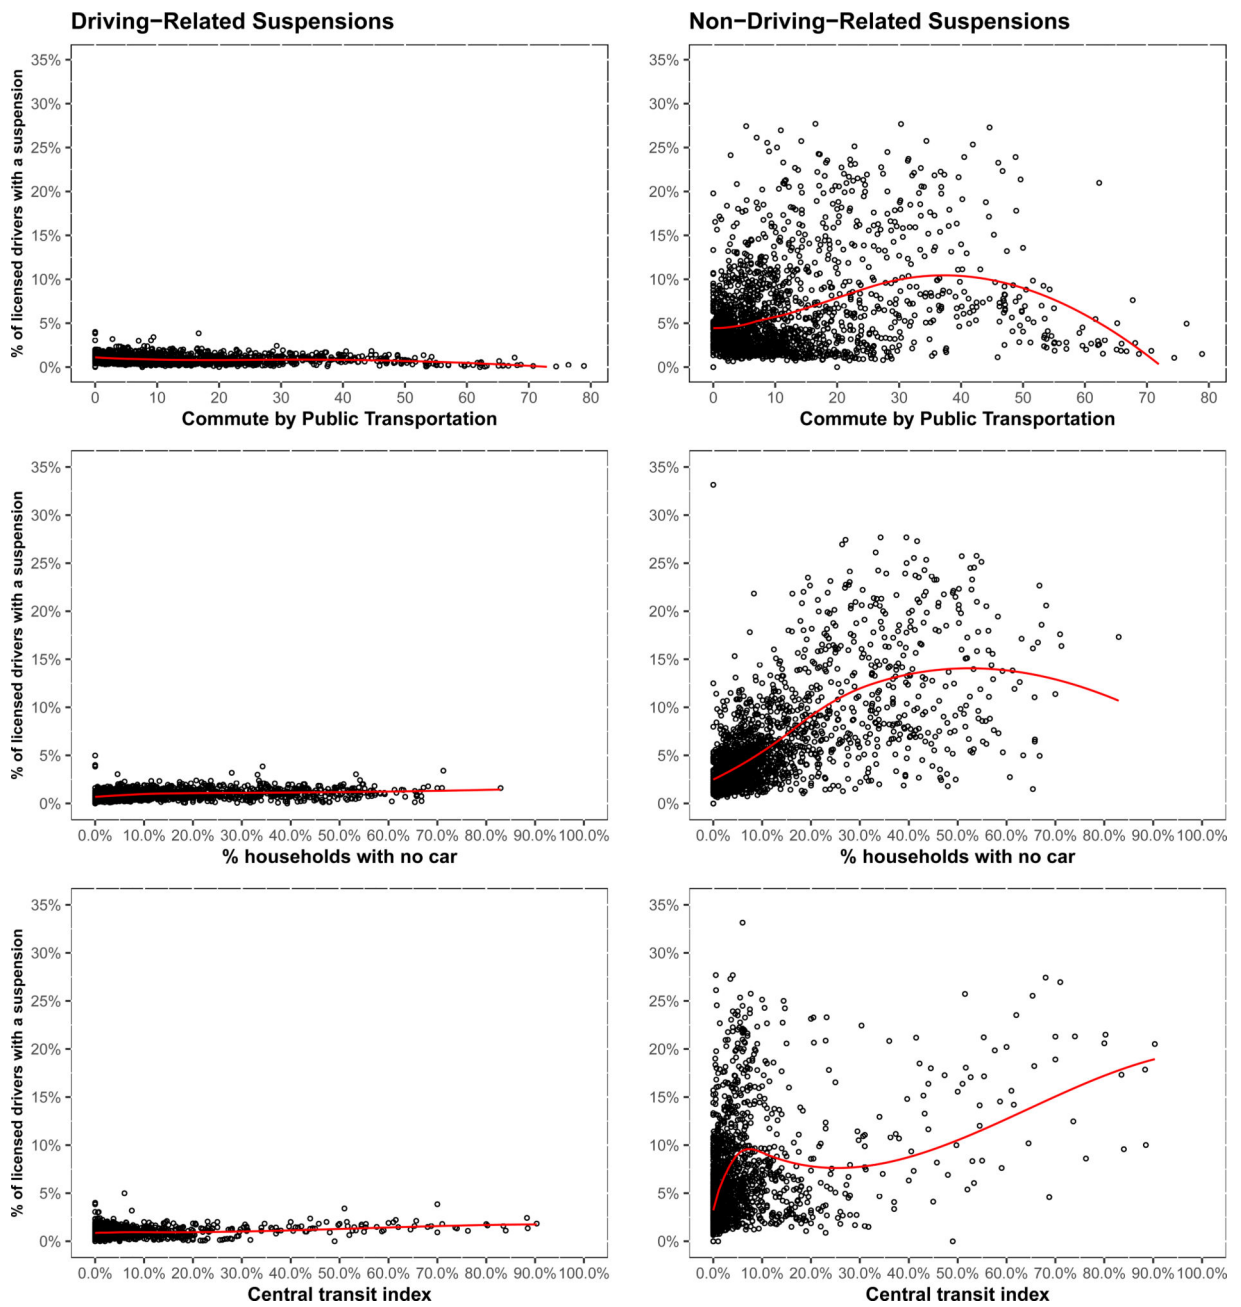 Driving−Related Suspensions
Non−Driving−Related Suspensions
% of licensed drivers with a suspension
35%
30%
25%
20%
15%
10%
5%
0%
0 10 20 30 40 50 60 70 80
Commute by Public Transportation
35%
30%
25%
20%
15%
10%
5%
0%
0 10 20 30 40 50 60 70 80
Commute by Public Transportation
% of licensed drivers with a suspension
35%
30%
25%
20%
15%
10%
5%
0%
0.0% 10.0% 20.0% 30.0% 40.0% 50.0% 60.0% 70.0% 80.0% 90.0% 100.0%
% households with no car
35%
30%
25%
20%
15%
10%
5%
0%
0.0% 10.0% 20.0% 30.0% 40.0% 50.0% 60.0% 70.0% 80.0% 90.0% 100.0%
% households with no car
% of licensed drivers with a suspension
35%
30%
25%
20%
15%
10%
5%
0%
0.0% 10.0% 20.0% 30.0% 40.0% 50.0% 60.0% 70.0% 80.0% 90.0% 100.0%
Central transit index
35%
30%
25%
20%
15%
10%
5%
0%
0.0% 10.0% 20.0% 30.0% 40.0% 50.0% 60.0% 70.0% 80.0% 90.0% 100.0%
Central transit index